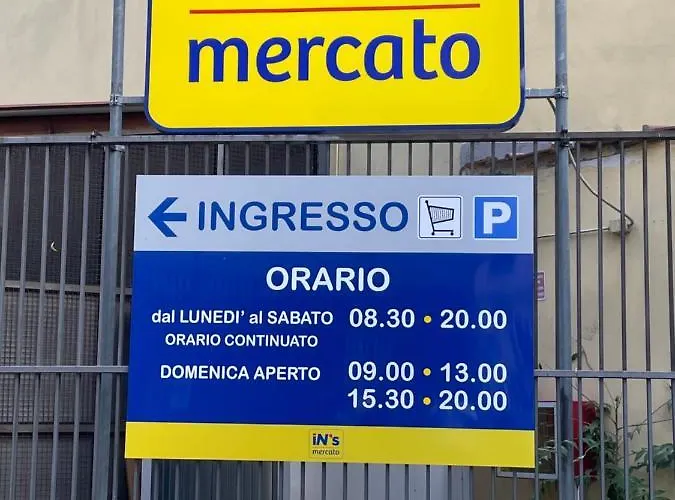 mercato
INGRESSO P
ORARIO
dal LUNEDI' al SABATO 08.30 • 20.00
ORARIO CONTINUATO
DOMENICA APERTO 09.00 • 13.00
15.30 • 20.00
iN's
mercato